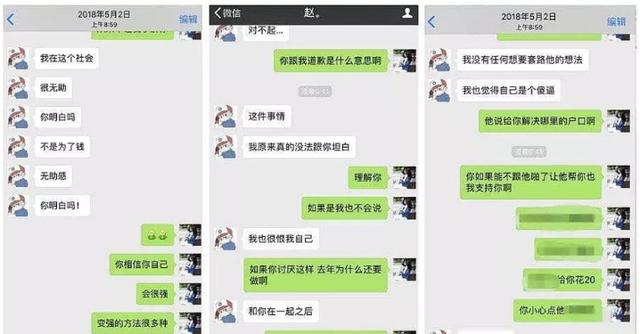 2018年5月2日
上午8:59
编辑
我在这个社会
很无助
你明白吗
不是为了钱
无助感
你明白吗！
你相信你自己
会很强
变强的方法很多种
微信
赵。
对不起...
你跟我道歉是什么意思啊
凌晨0:41
这件事情
我原来真的没法跟你坦白
理解你
如果是我也不会说
我也很恨我自己
如果你讨厌这样 去年为什么还要
做啊
和你在一起之后
2018年5月2日
上午8:59
编辑
我没有任何想要套路他的想法
我也觉得自己是个傻逼
他说给你解决哪里的户口啊
凌晨0:48
你如果能不跟他啪了让他帮你也
我支持你啊
给你花20
你小心点他